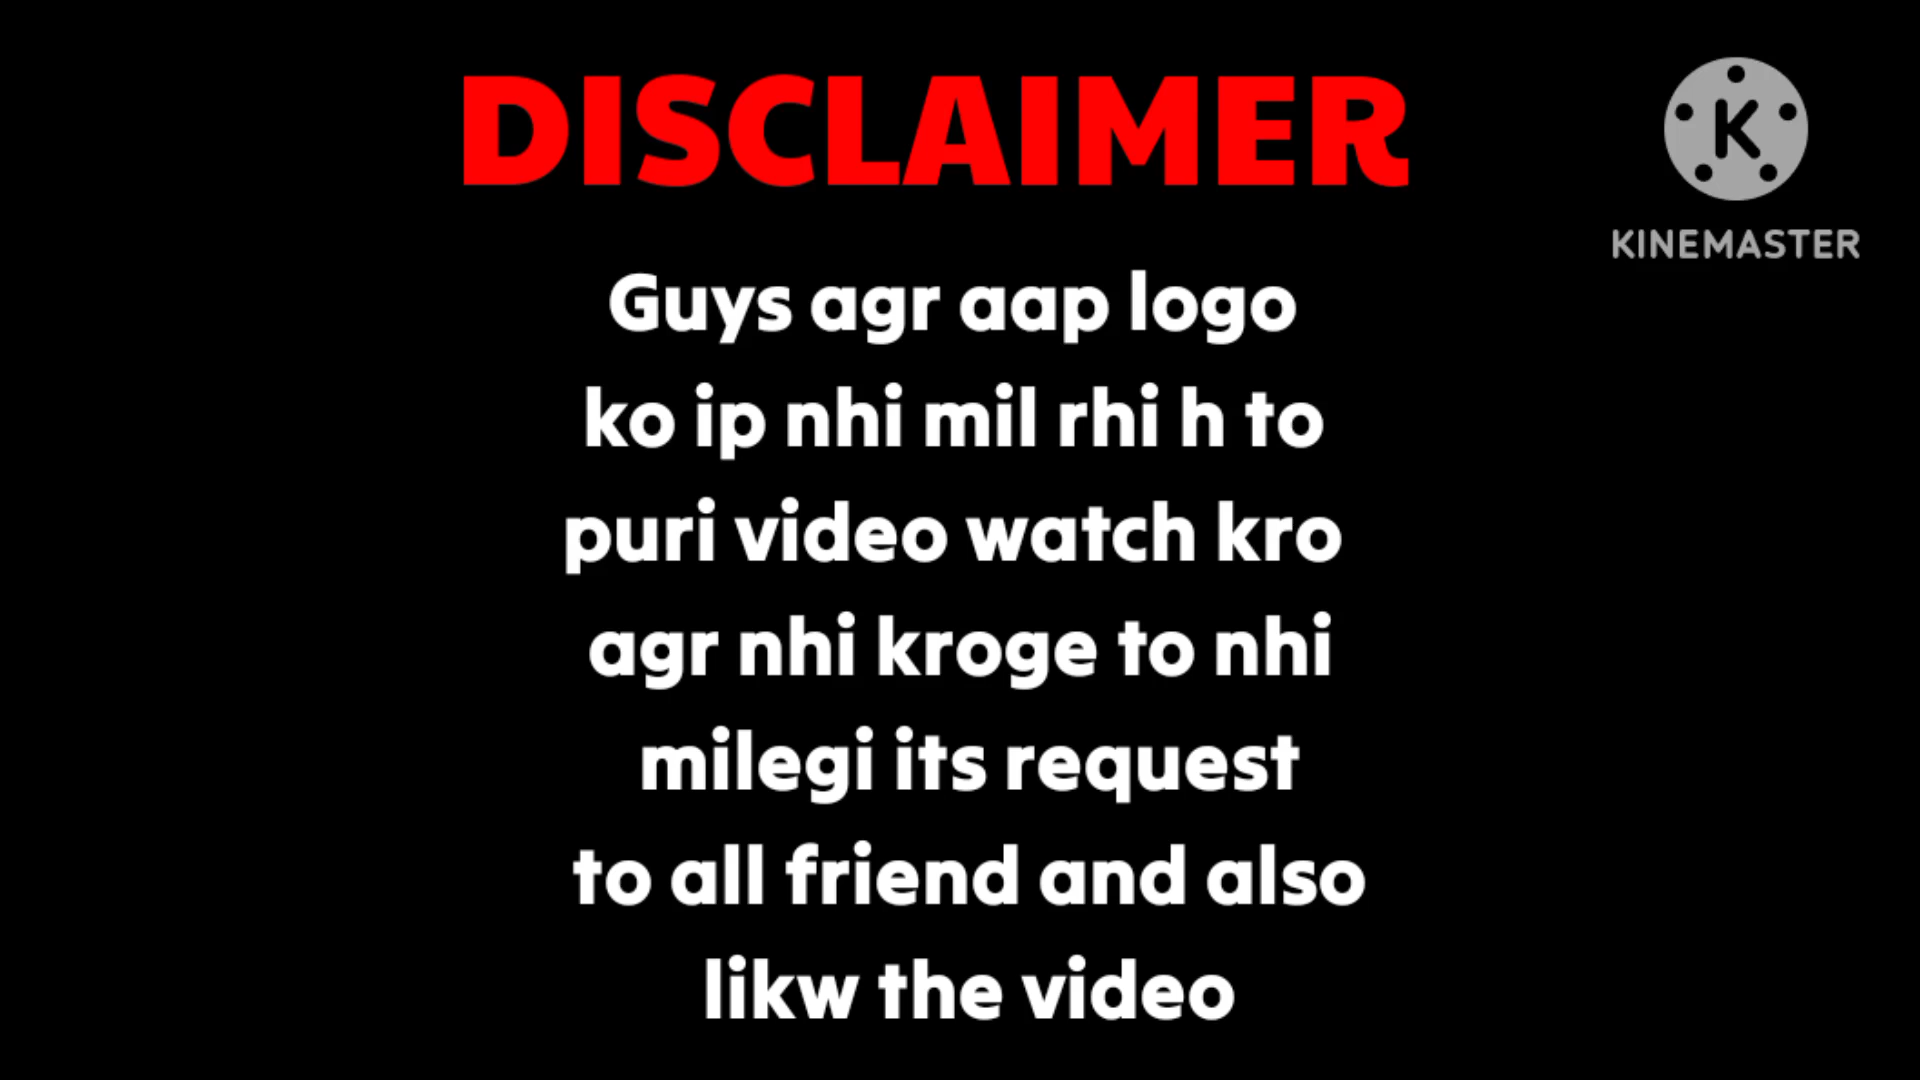 DISCLAIMER
KINEMASTER
Guys agr aap logo
ko ip nhi mil rhi h to
puri video watch kro
agr nhi kroge to nhi
milegi its request
to all friend and also
likw the video